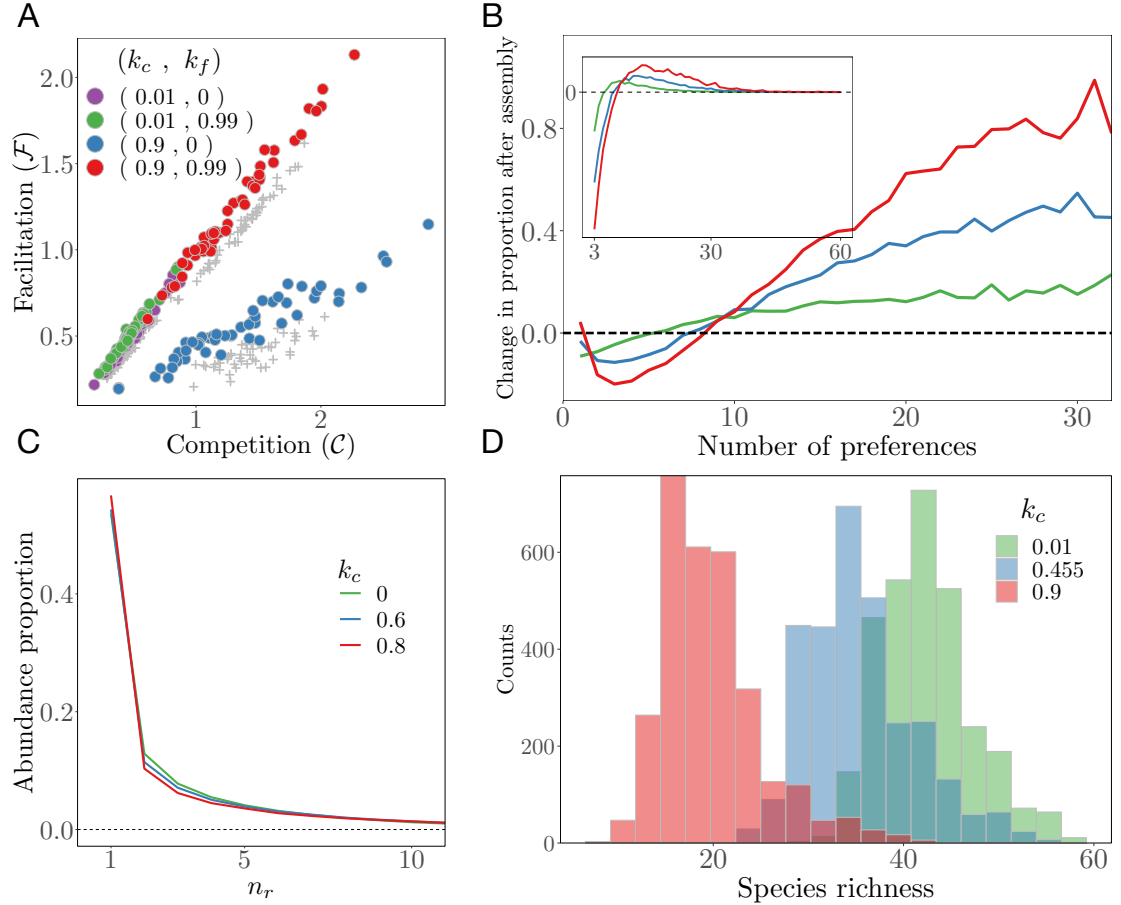 A
Facilitation (ℱ)
2.0
1.5
1.0
0.5
(k_c , k_f)
( 0.01 , 0 )
( 0.01 , 0.99 )
( 0.9 , 0 )
( 0.9 , 0.99 )
1
2
Competition (𝒞)
B
Change in proportion after assembly
0.8
0.4
0.0
0
3
30
60
0
10
20
30
Number of preferences
C
Abundance proportion
0.4
0.2
0.0
k_c
0
0.6
0.8
1
5
10
n_r
D
Counts
600
400
200
0
k_c
0.01
0.455
0.9
20
40
60
Species richness